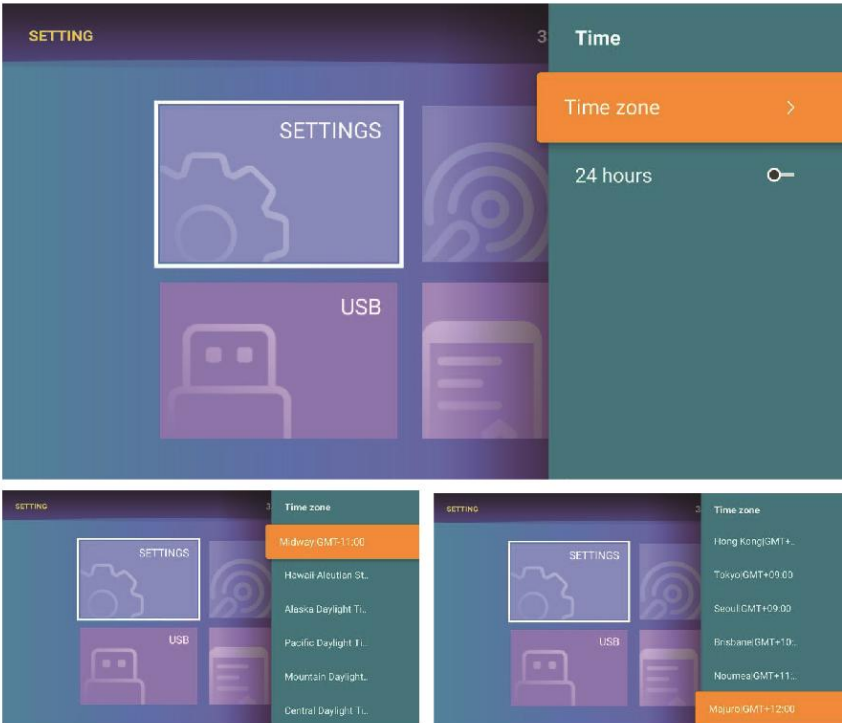 SETTING
3
Time
SETTINGS
Time zone
24 hours
USB
SETTING
3
Time zone
SETTINGS
Midway|GMT-11:00
Hawaii-Aleutian St..
Alaska Daylight Ti..
USB
Pacific Daylight Ti..
Mountain Daylight..
Central Daylight Ti..
SETTING
3
Time zone
SETTINGS
Hong Kong|GMT+..
Tokyo|GMT+09:00
Seoul|GMT+09:00
USB
Brisbane|GMT+10:..
Noumea|GMT+11:..
Majuro|GMT+12:00